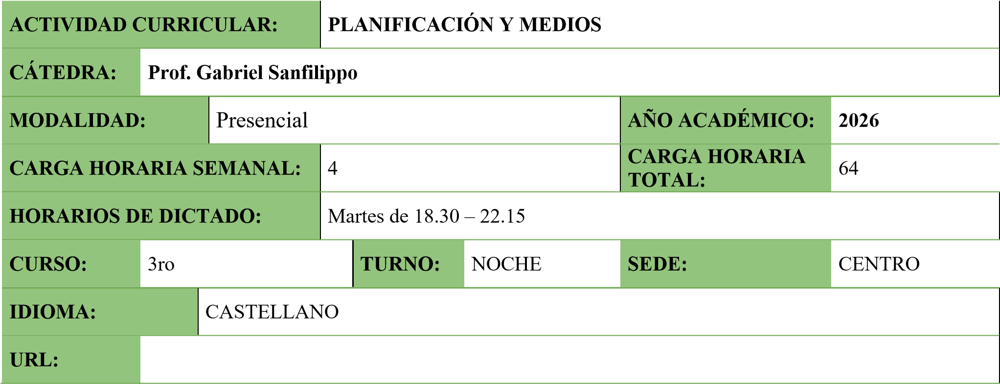 ACTIVIDAD CURRICULAR: PLANIFICACIÓN Y MEDIOS
CÁTEDRA: Prof. Gabriel Sanfilippo
MODALIDAD: Presencial AÑO ACADÉMICO: 2026
CARGA HORARIA SEMANAL: 4 CARGA HORARIA TOTAL: 64
HORARIOS DE DICTADO: Martes de 18.30 – 22.15
CURSO: 3ro TURNO: NOCHE SEDE: CENTRO
IDIOMA: CASTELLANO
URL: